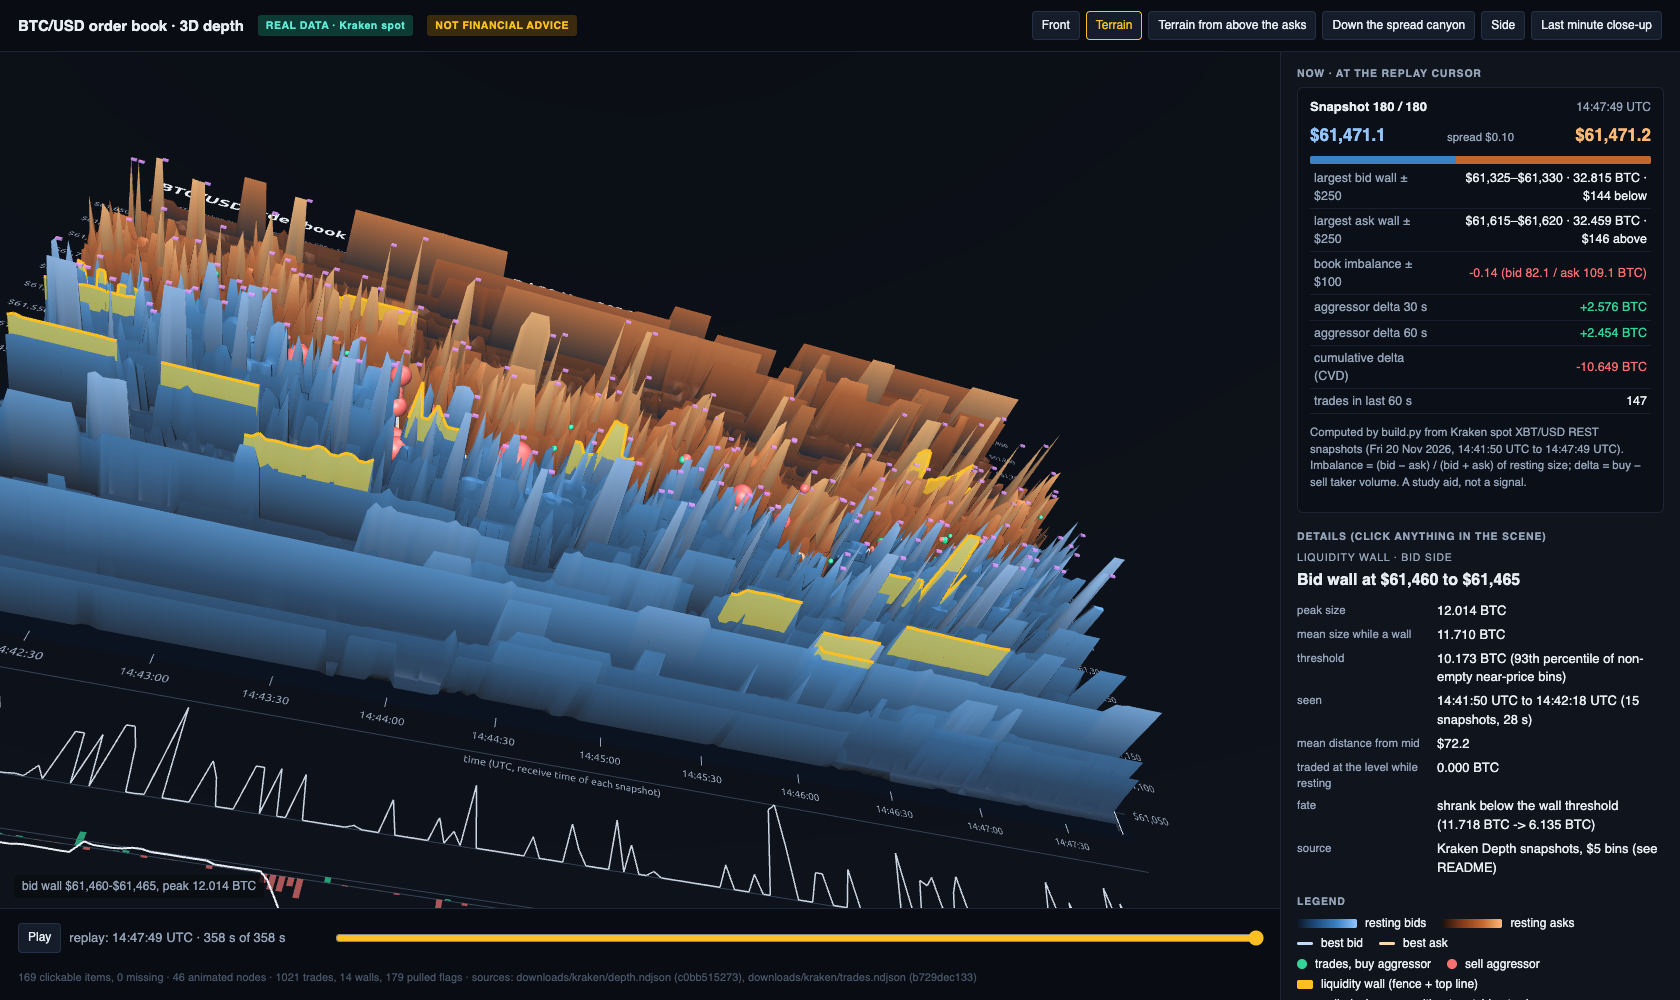 BTC/USD order book · 3D depth
REAL DATA · Kraken spot
NOT FINANCIAL ADVICE
Front
Terrain
Terrain from above the asks
Down the spread canyon
Side
Last minute close-up
NOW · AT THE REPLAY CURSOR
Snapshot 180 / 180
14:47:49 UTC
$61,471.1
spread $0.10
$61,471.2
largest bid wall ±
$250
$61,325–$61,330 · 32.815 BTC ·
$144 below
largest ask wall ±
$250
$61,615–$61,620 · 32.459 BTC ·
$146 above
book imbalance ±
$100
-0.14 (bid 82.1 / ask 109.1 BTC)
aggressor delta 30 s
+2.576 BTC
aggressor delta 60 s
+2.454 BTC
cumulative delta
(CVD)
-10.649 BTC
trades in last 60 s
147
Computed by build.py from Kraken spot XBT/USD REST
snapshots (Fri 20 Nov 2026, 14:41:50 UTC to 14:47:49 UTC).
Imbalance = (bid − ask) / (bid + ask) of resting size; delta = buy −
sell taker volume. A study aid, not a signal.
DETAILS (CLICK ANYTHING IN THE SCENE)
LIQUIDITY WALL · BID SIDE
Bid wall at $61,460 to $61,465
peak size
12.014 BTC
mean size while a wall
11.710 BTC
threshold
10.173 BTC (93th percentile of non-
empty near-price bins)
seen
14:41:50 UTC to 14:42:18 UTC (15
snapshots, 28 s)
mean distance from mid
$72.2
traded at the level while
resting
0.000 BTC
fate
shrank below the wall threshold
(11.718 BTC -> 6.135 BTC)
source
Kraken Depth snapshots, $5 bins (see
README)
LEGEND
resting bids
resting asks
best bid
best ask
trades, buy aggressor
sell aggressor
liquidity wall (fence + top line)
BTC/USD
book
4:42:30
14:43:00
14:43:30
14:44:00
14:44:30
14:45:00
14:45:30
14:46:00
14:46:30
14:47:00
14:47:30
time (UTC, receive time of each snapshot)
$61,050
bid wall $61,460-$61,465, peak 12.014 BTC
Play
replay: 14:47:49 UTC · 358 s of 358 s
169 clickable items, 0 missing · 46 animated nodes · 1021 trades, 14 walls, 179 pulled flags · sources: downloads/kraken/depth.ndjson (c0bb515273), downloads/kraken/trades.ndjson (b729dec133)